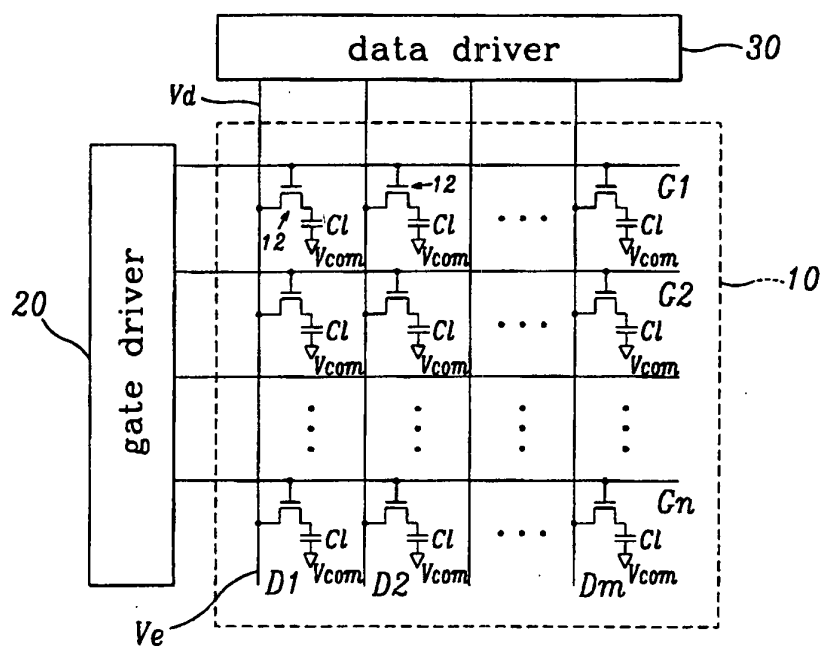 data driver
30
Vd
G1
12
12
Cl
Cl
Cl
Vcom
Vcom
Vcom
G2
10
20
gate driver
Cl
Cl
Cl
Vcom
Vcom
Vcom
Gn
Cl
Cl
Cl
Vcom
Vcom
Vcom
D1
D2
Dm
Ve